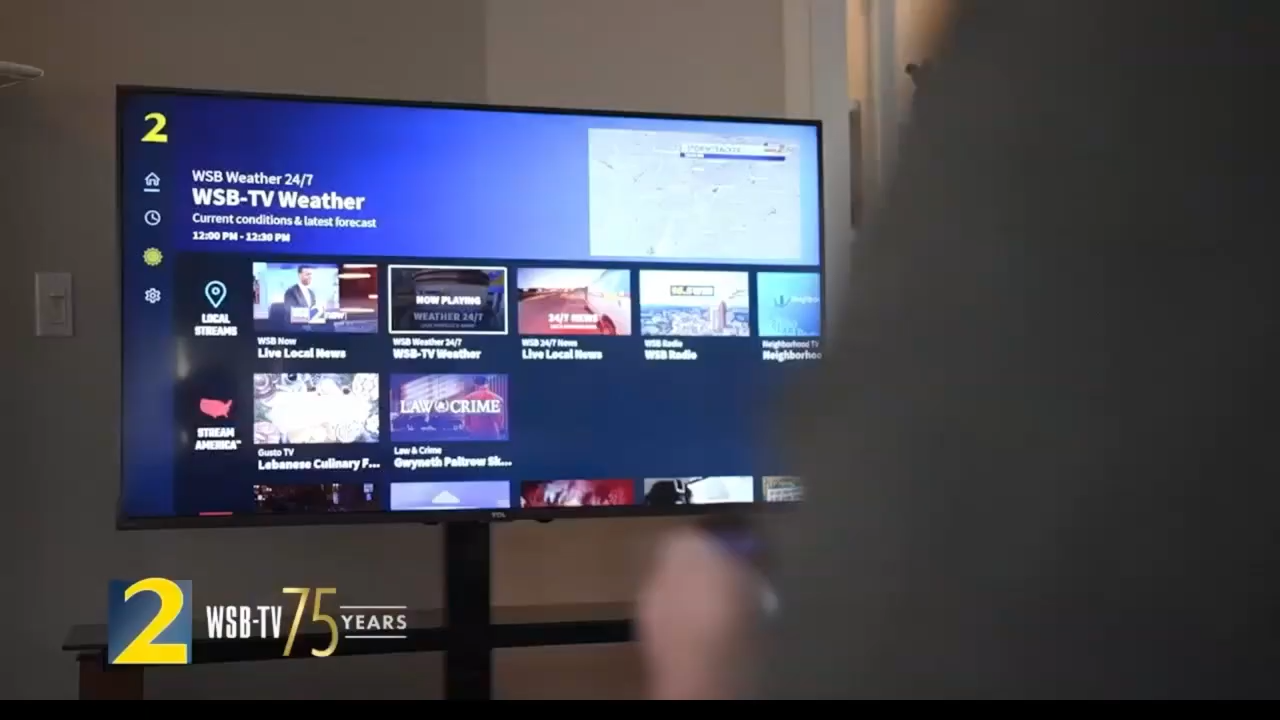 2
WSB Weather 24/7
WSB-TV Weather
Current conditions & latest forecast
12:00 PM - 12:30 PM
LOCAL
STREAMS
NOW PLAYING
WEATHER 24/7
24/7 NEWS
WSB Now
Live Local News
WSB Weather 24/7
WSB-TV Weather
WSB 24/7 News
Live Local News
WSB Radio
WSB Radio
Neighborhood TV
Neighborhoo
STREAM
AMERICA
LAW & CRIME
Gusto TV
Lebanese Culinary F...
Law & Crime
Gwyneth Paltrow Sk...
TCL
2 WSB-TV 75 YEARS